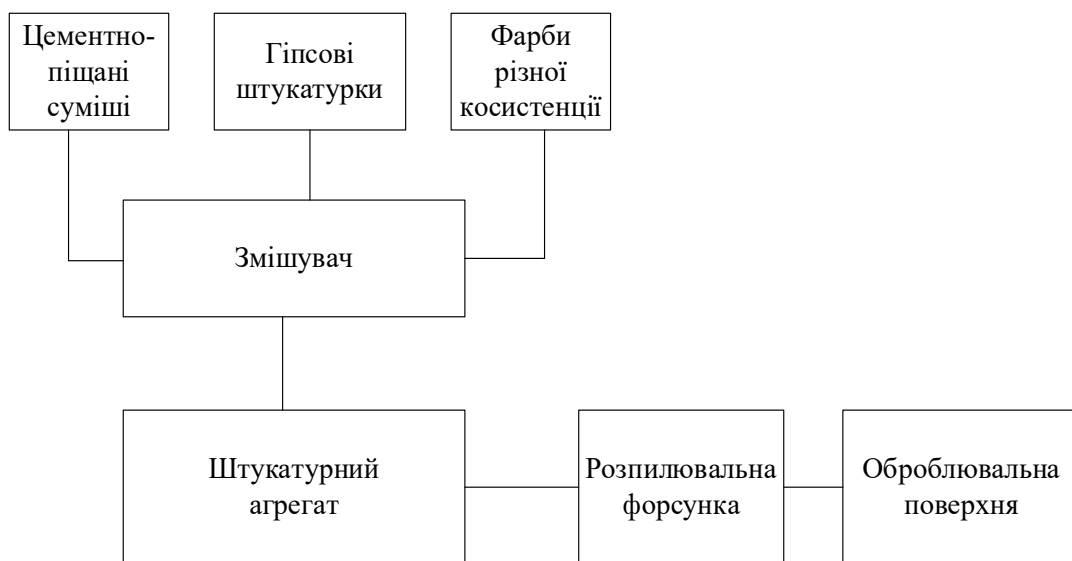 Цементно-
піщані
суміші
Гіпсові
штукатурки
Фарби
різної
косистенції
Змішувач
Штукатурний
агрегат
Розпилювальна
форсунка
Оброблювальна
поверхня